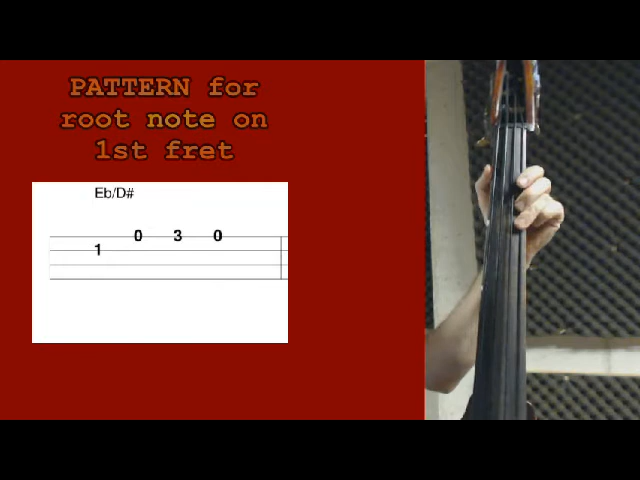 PATTERN for
root note on
1st fret
Eb/D#
0 3 0
1